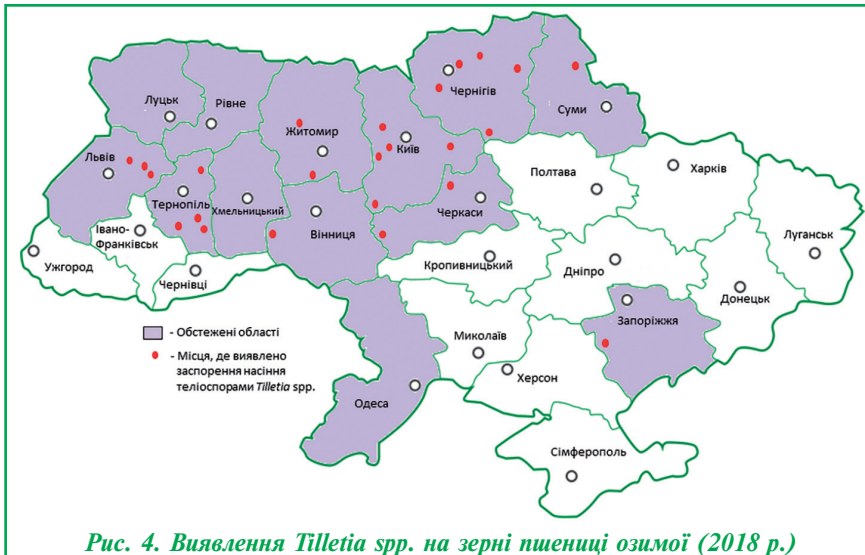 Чернігів
Суми
Луцьк
Рівне
Житомир
Київ
Львів
Полтава
Харків
Тернопіль
Хмельницький
Черкаси
Вінниця
Івано-
Франківськ
Луганськ
Ужгород
Чернівці
Кропивницький
Дніпро
Донецьк
Запоріжжя
- Обстежені області
Миколаїв
- Місця, де виявлено
заспорення насіння
теліоспорами Tilletia spp.
Херсон
Одеса
Сімферополь
Рис. 4. Виявлення Tilletia spp. на зерні пшениці озимої (2018 р.)